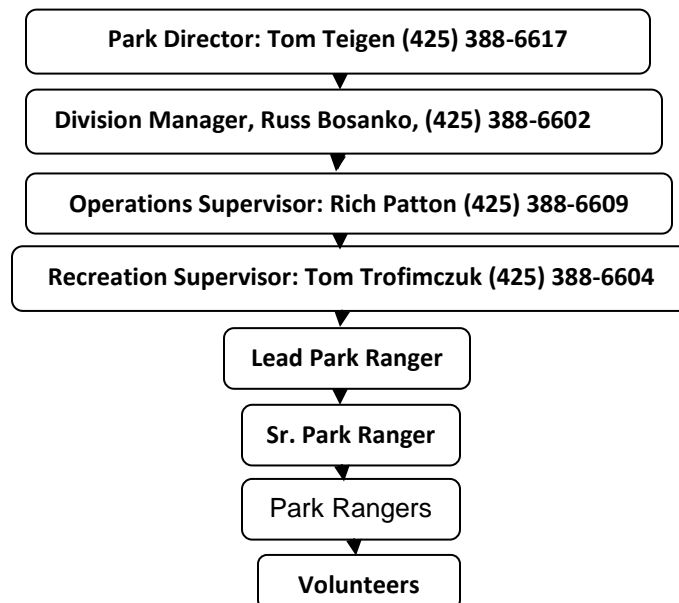 Park Director: Tom Teigen (425) 388-6617
Division Manager, Russ Bosanko, (425) 388-6602
Operations Supervisor: Rich Patton (425) 388-6609
Recreation Supervisor: Tom Trofimczuk (425) 388-6604
Lead Park Ranger
Sr. Park Ranger
Park Rangers
Volunteers